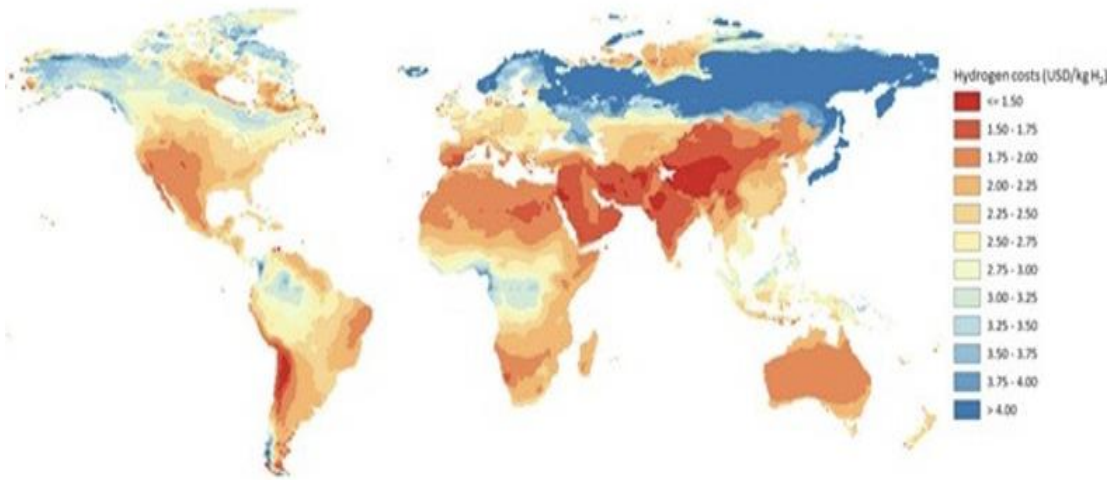 Hydrogen costs (USD/kg H₂)
<= 1.50
1.50 - 1.75
1.75 - 2.00
2.00 - 2.25
2.25 - 2.50
2.50 - 2.75
2.75 - 3.00
3.00 - 3.25
3.25 - 3.50
3.50 - 3.75
3.75 - 4.00
> 4.00